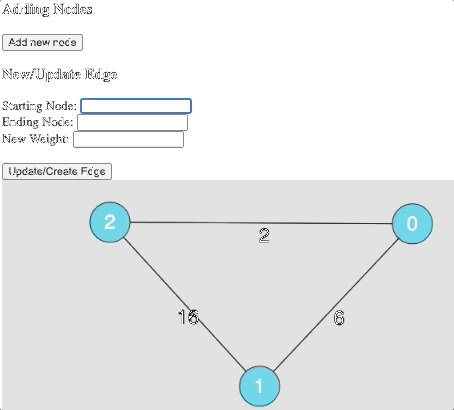 Adding Nodes
Add new node
New/Update Edge
Starting Node:
Ending Node:
New Weight:
Update/Create Edge
2
0
2
16
6
1